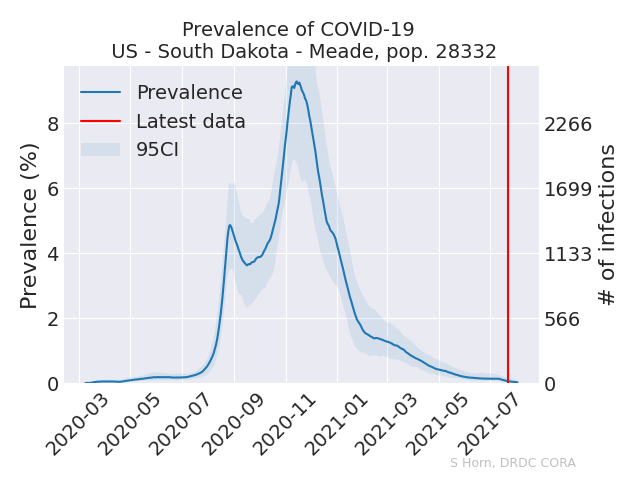 Prevalence of COVID-19
US - South Dakota - Meade, pop. 28332
Prevalence
Latest data
95CI
Prevalence (%)
8
6
4
2
0
2266
1699
1133
566
0
# of infections
2020-03
2020-05
2020-07
2020-09
2020-11
2021-01
2021-03
2021-05
2021-07
S Horn, DRDC CORA